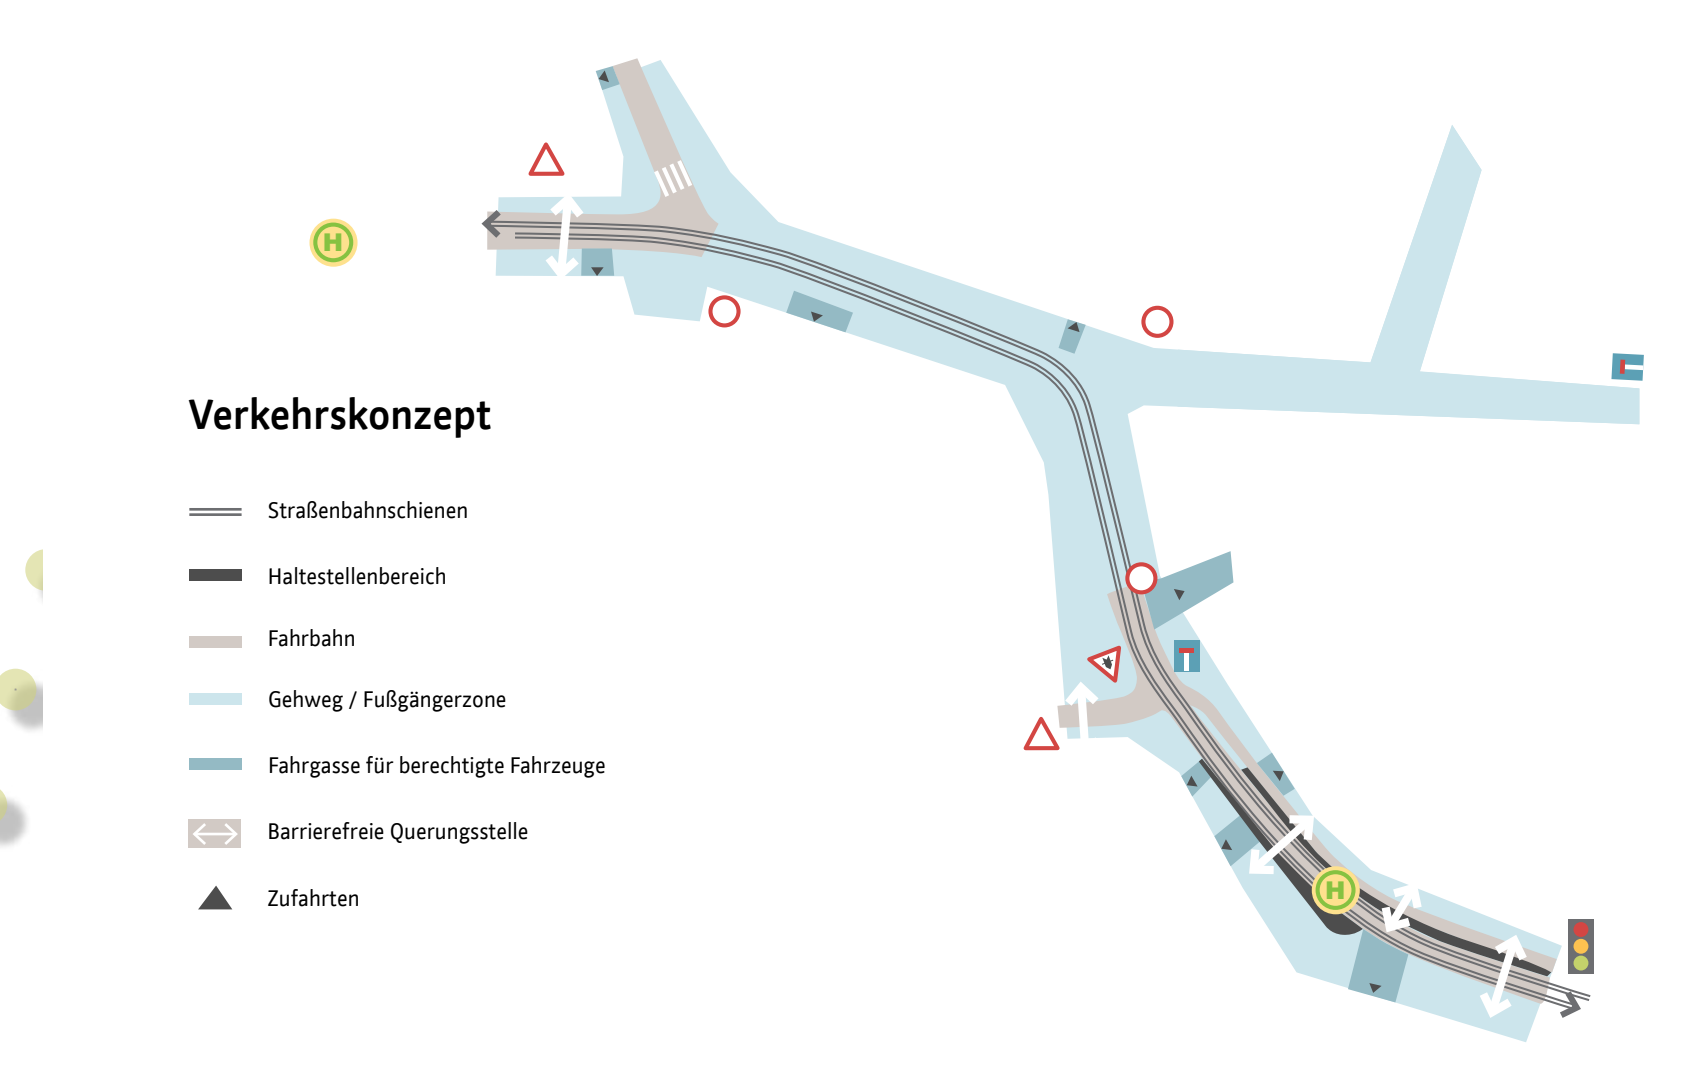 H
Verkehrskonzept
Straßenbahnschienen
Haltestellenbereich
Fahrbahn
Gehweg / Fußgängerzone
Fahrgasse für berechtigte Fahrzeuge
Barrierefreie Querungsstelle
Zufahrten
H